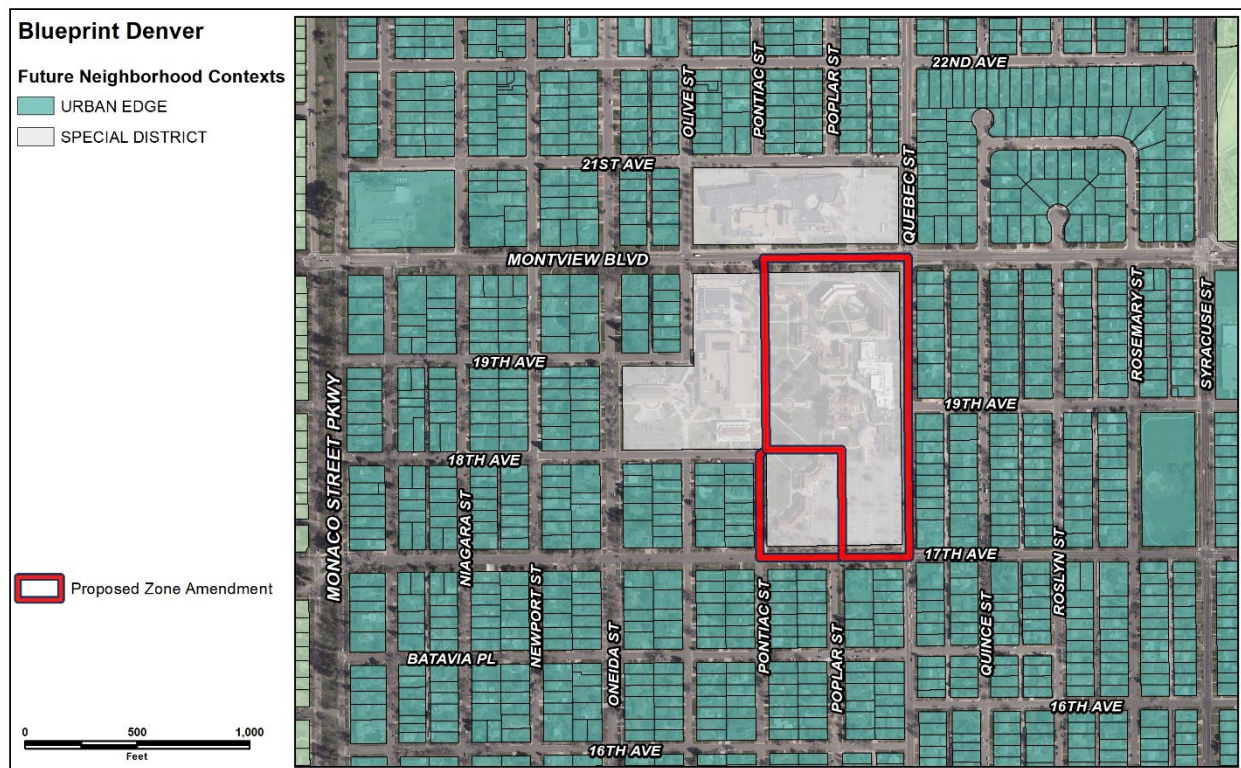 Blueprint Denver
Future Neighborhood Contexts
URBAN EDGE
SPECIAL DISTRICT
Proposed Zone Amendment
0 500 1,000
Feet
22ND AVE
OLIVE ST
PONTIAC ST
POPLAR ST
21ST AVE
QUEBEC ST
MONTVIEW BLVD
ROSEMARY ST
SYRACUSE ST
19TH AVE
19TH AVE
MONACO STREET PKWY
18TH AVE
NIAGARA ST
17TH AVE
NEWPORT ST
ONEIDA ST
PONTIAC ST
POPLAR ST
QUINCE ST
ROSLYN ST
BATAVIA PL
16TH AVE
16TH AVE